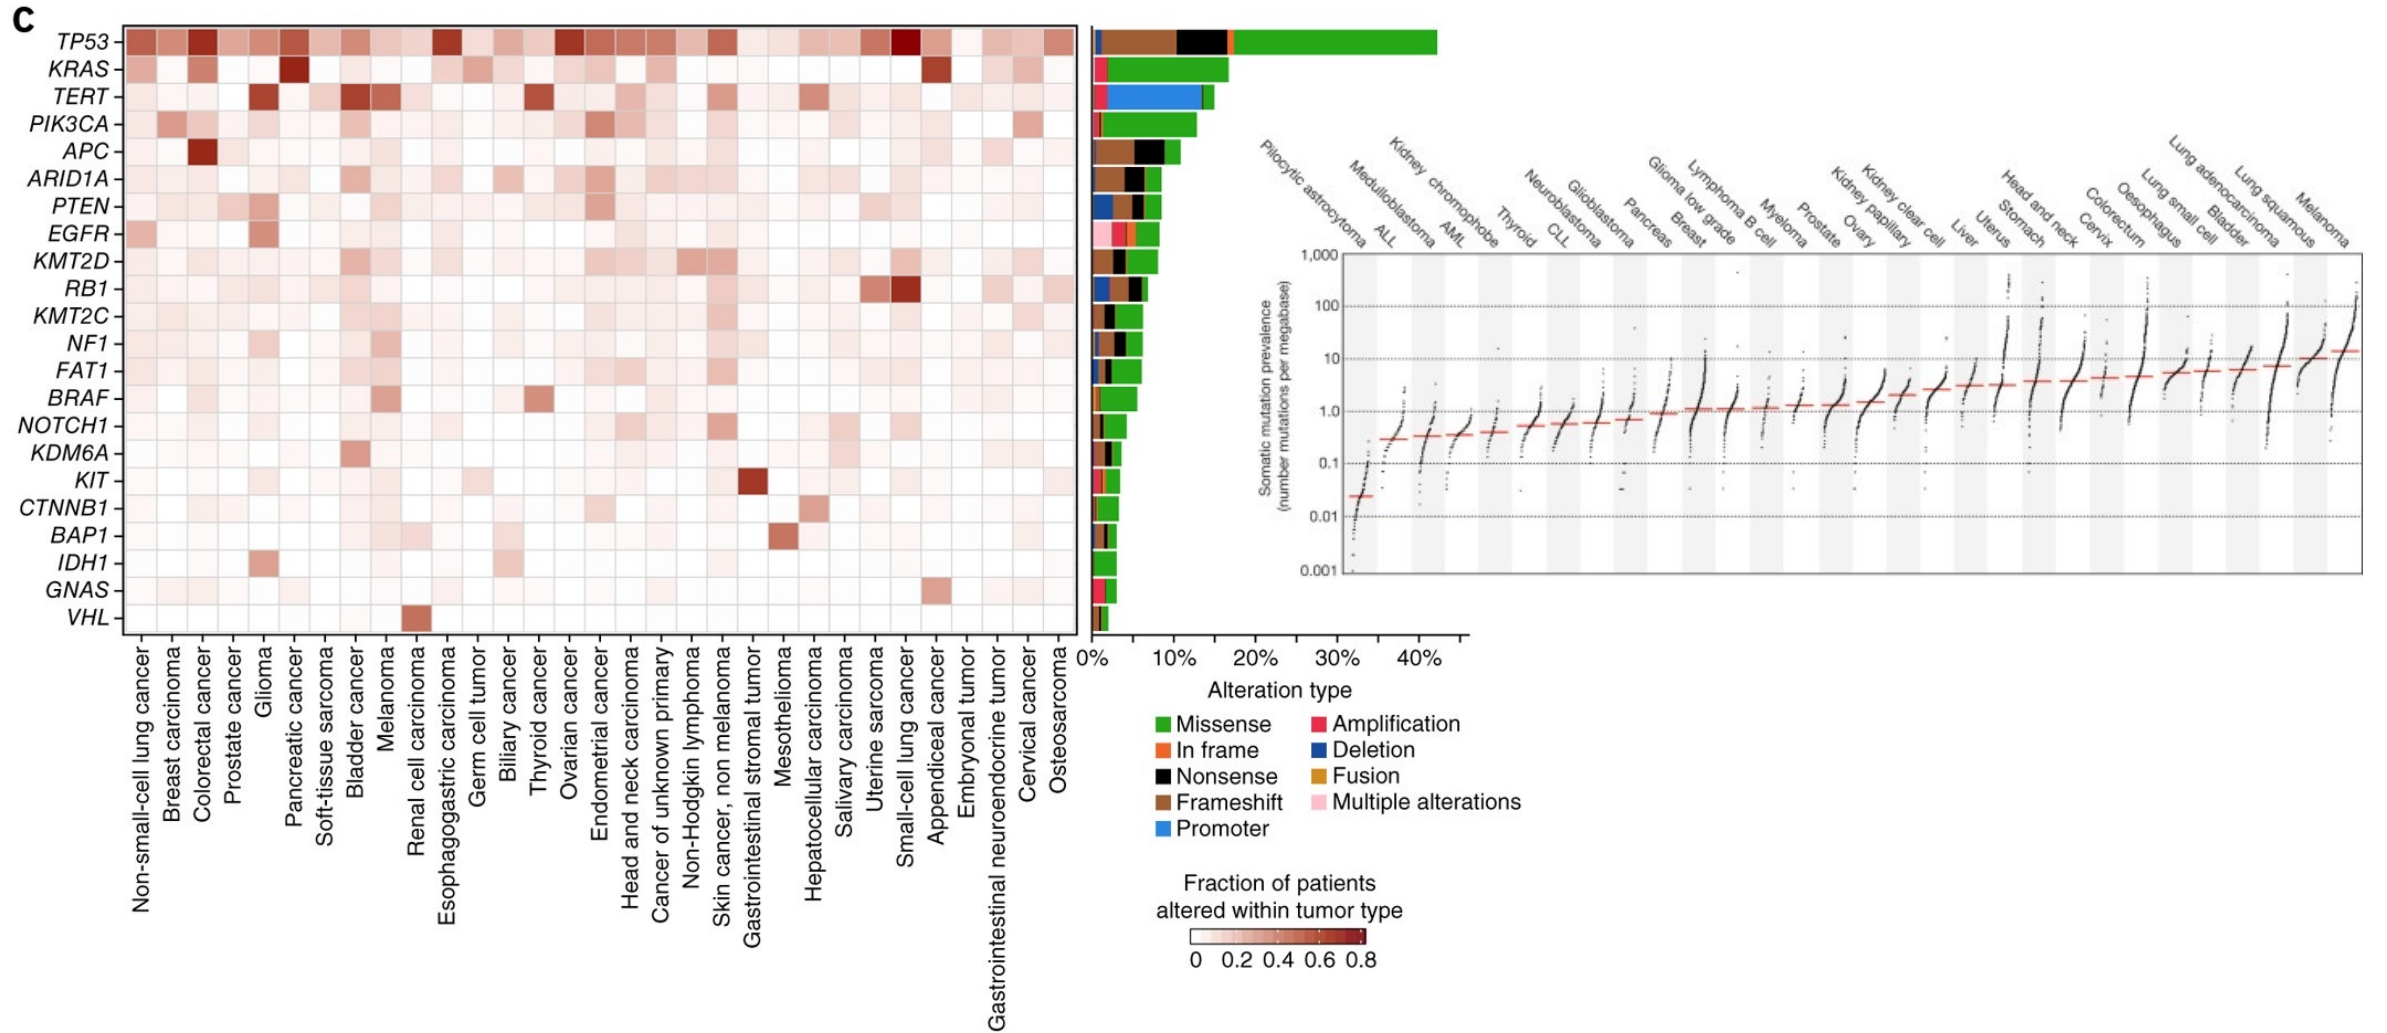 C
TP53
KRAS
TERT
PIK3CA
APC
ARID1A
PTEN
EGFR
KMT2D
RB1
KMT2C
NF1
FAT1
BRAF
NOTCH1
KDM6A
KIT
CTNNB1
BAP1
IDH1
GNAS
VHL
Non-small-cell lung cancer
Breast carcinoma
Colorectal cancer
Prostate cancer
Glioma
Pancreatic cancer
Soft-tissue sarcoma
Bladder cancer
Melanoma
Renal cell carcinoma
Esophagogastric carcinoma
Germ cell tumor
Biliary cancer
Thyroid cancer
Ovarian cancer
Endometrial cancer
Head and neck carcinoma
Cancer of unknown primary
Non-Hodgkin lymphoma
Skin cancer, non melanoma
Gastrointestinal stromal tumor
Mesothelioma
Hepatocellular carcinoma
Salivary carcinoma
Uterine sarcoma
Small-cell lung cancer
Appendiceal cancer
Embryonal tumor
Gastrointestinal neuroendocrine tumor
Cervical cancer
Osteosarcoma
0% 10% 20% 30% 40%
Alteration type
Missense
In frame
Nonsense
Frameshift
Promoter
Amplification
Deletion
Fusion
Multiple alterations
Fraction of patients
altered within tumor type
0 0.2 0.4 0.6 0.8
Pilocytic astrocytoma
ALL
Medulloblastoma
AML
Kidney chromophobe
Thyroid
CLL
Neuroblastoma
Glioblastoma
Pancreas
Breast
Glioma low grade
Lymphoma B cell
Myeloma
Prostate
Ovary
Kidney papillary
Kidney clear cell
Liver
Uterus
Stomach
Head and neck
Cervix
Colorectum
Oesophagus
Lung small cell
Bladder
Lung adenocarcinoma
Lung squamous
Melanoma
Somatic mutation prevalence
(number mutations per megabase)
1,000
100
10
1.0
0.1
0.01
0.001